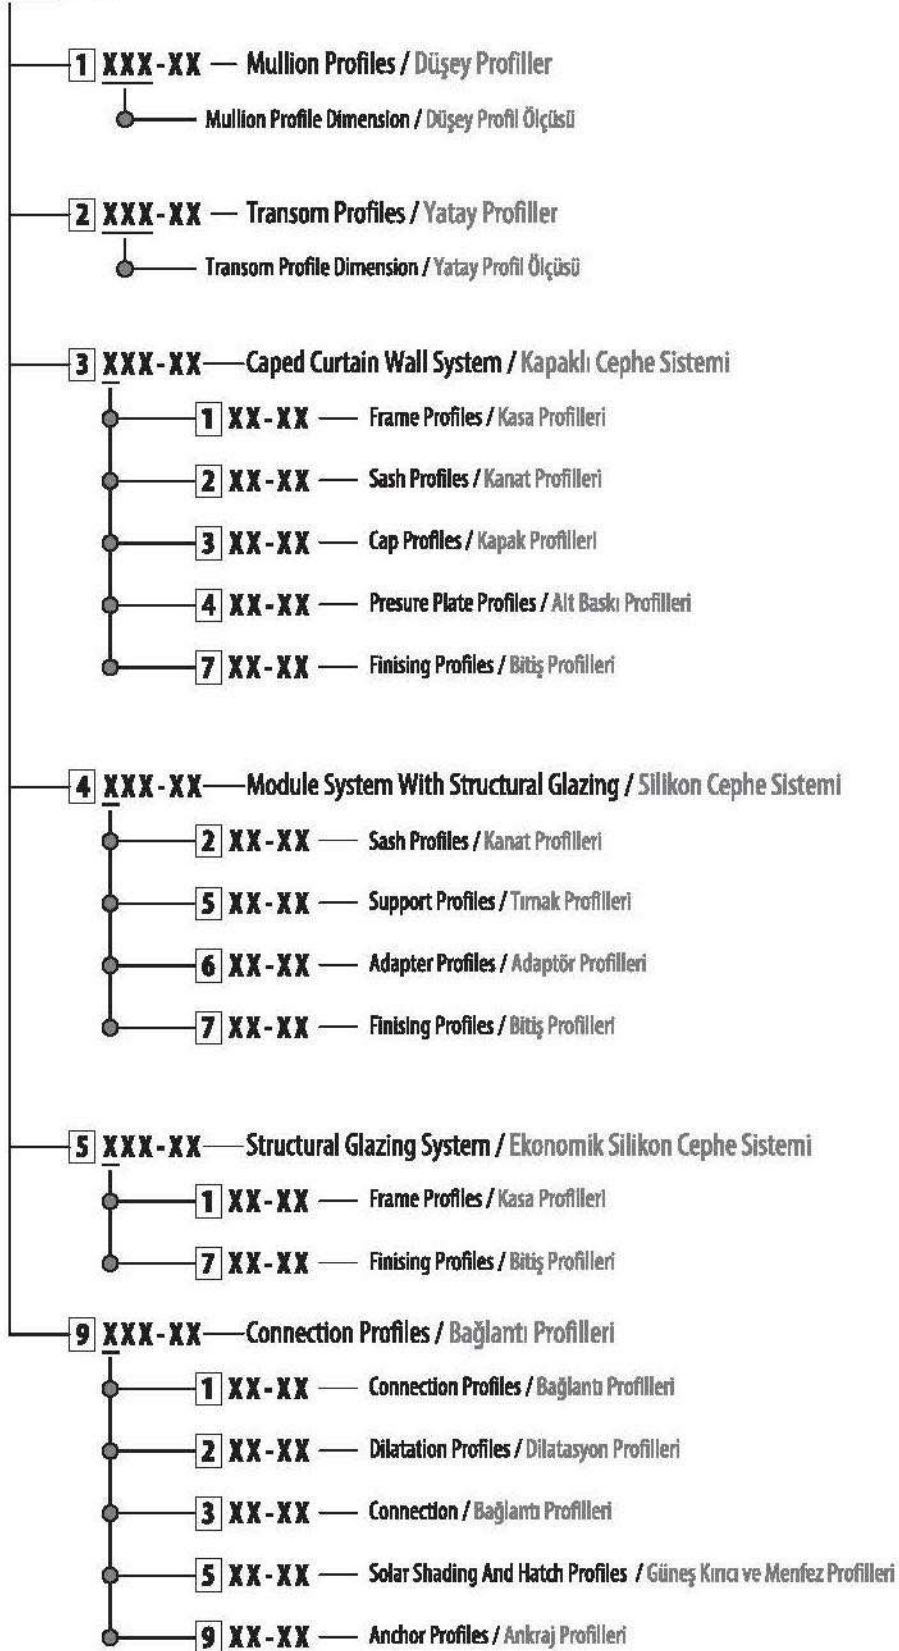 1 XXX-XX — Mullion Profiles / Düşey Profiller
Mullion Profile Dimension / Düşey Profil Ölçüsü
2 XXX-XX — Transom Profiles / Yatay Profiller
Transom Profile Dimension / Yatay Profil Ölçüsü
3 XXX-XX — Caped Curtain Wall System / Kapaklı Cephe Sistemi
1 XX-XX — Frame Profiles / Kasa Profilleri
2 XX-XX — Sash Profiles / Kanat Profilleri
3 XX-XX — Cap Profiles / Kapak Profilleri
4 XX-XX — Presure Plate Profiles / Alt Baskı Profilleri
7 XX-XX — Finising Profiles / Bitiş Profilleri
4 XXX-XX — Module System With Structural Glazing / Silikon Cephe Sistemi
2 XX-XX — Sash Profiles / Kanat Profilleri
5 XX-XX — Support Profiles / Tırnak Profilleri
6 XX-XX — Adapter Profiles / Adaptör Profilleri
7 XX-XX — Finising Profiles / Bitiş Profilleri
5 XXX-XX — Structural Glazing System / Ekonomik Silikon Cephe Sistemi
1 XX-XX — Frame Profiles / Kasa Profilleri
7 XX-XX — Finising Profiles / Bitiş Profilleri
9 XXX-XX — Connection Profiles / Bağlantı Profilleri
1 XX-XX — Connection Profiles / Bağlantı Profilleri
2 XX-XX — Dilatation Profiles / Dilatasyon Profilleri
3 XX-XX — Connection / Bağlantı Profilleri
5 XX-XX — Solar Shading And Hatch Profiles / Güneş Kırıcı ve Menfez Profilleri
9 XX-XX — Anchor Profiles / Ankraj Profilleri